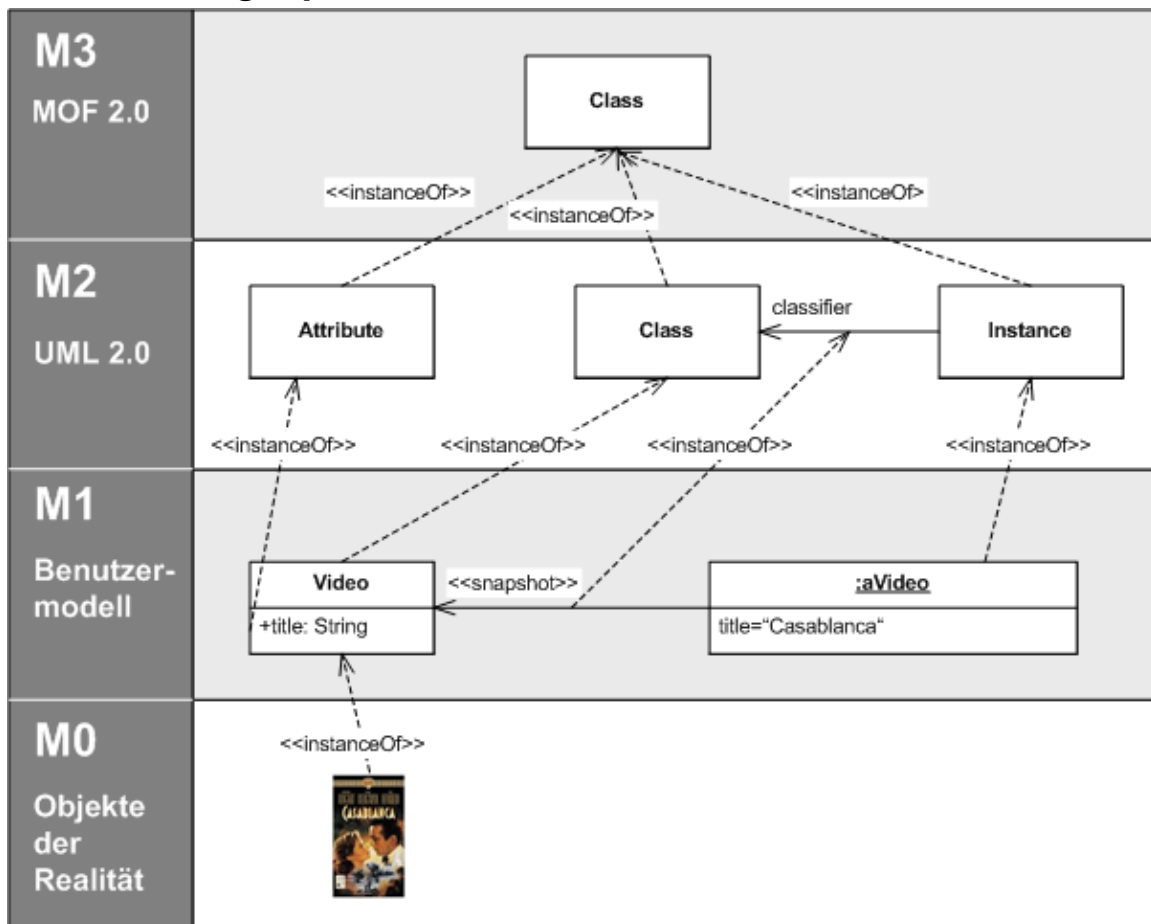 M3
MOF 2.0
Class
<<instanceOf>>
<<instanceOf>>
<<instanceOf>
M2
UML 2.0
Attribute
Class
classifier
Instance
<<instanceOf>>
<<instanceOf>>
<<instanceOf>>
<<instanceOf>>
M1
Benutzer-
modell
Video
+title: String
<<snapshot>>
:aVideo
title="Casablanca"
M0
Objekte
der
Realität
<<instanceOf>>
CASABLANCA